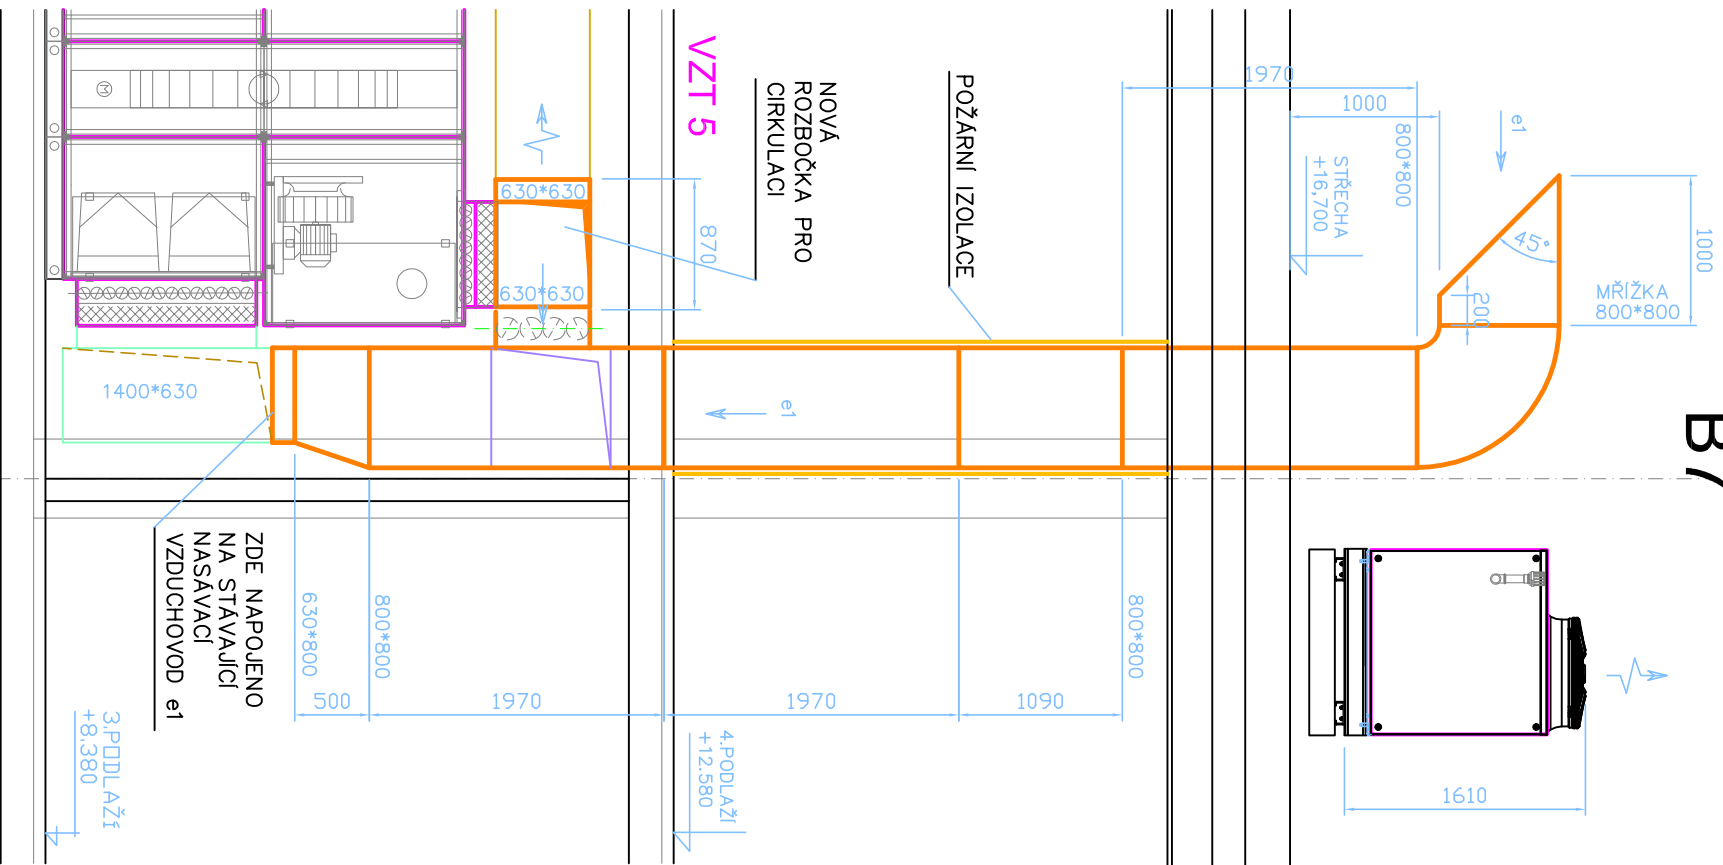 VZT 5
NOVÁ
ROZBOČKA PRO
CIRKULACI
POŽÁRNÍ IZOLACE
1970
1000
800*800
e1
STŘECHA
+16,700
45°
1000
200
MŘÍŽKA
800*800
630*630
870
630*630
M
1400*630
e1
ZDE NAPOJENO
NA STÁVAJÍCÍ
NASÁVACÍ
VZDUCHOVOD e1
630*800
800*800
800*800
500
1970
1970
1090
3.PODLAŽÍ
+8.380
4.PODLAŽÍ
+12.580
1610